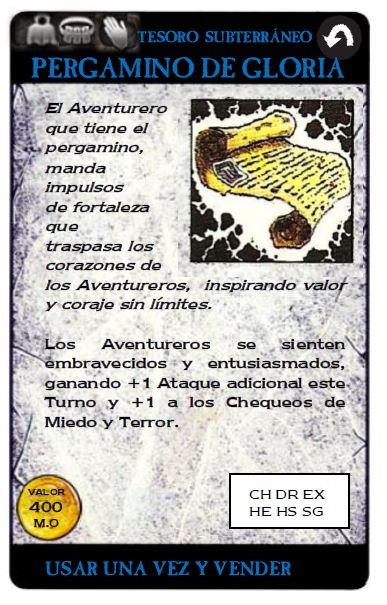 TESORO SUBTERRÁNEO
PERGAMINO DE GLORIA
El Aventurero
que tiene el
pergamino,
manda
impulsos
de fortaleza
que
traspasa los
corazones de
los Aventureros, inspirando valor
y coraje sin límites.
Los Aventureros se sienten
embravecidos y entusiasmados,
ganando +1 Ataque adicional este
Turno y +1 a los Chequeos de
Miedo y Terror.
VALOR
400
M.O
CH DR EX
HE HS SG
USAR UNA VEZ Y VENDER